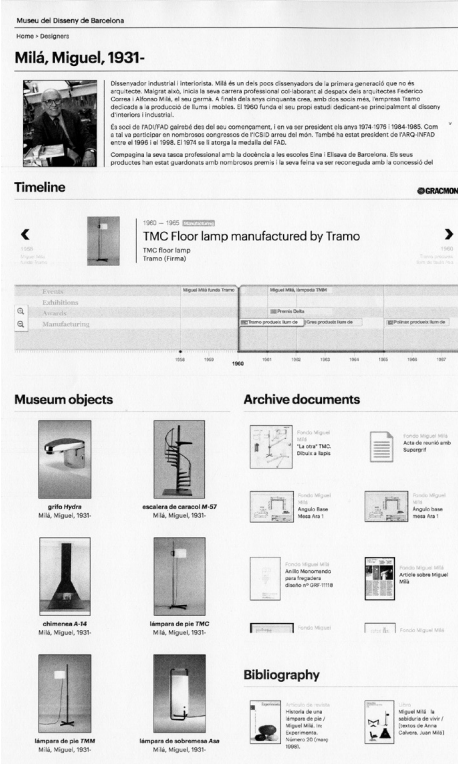 Museu del Disseny de Barcelona
Home > Designers
Milá, Miguel, 1931-
Dissenyador industrial i interiorista. Milá és un dels pocs dissenyadors de la primera generació que no és
arquitecte. Malgrat això, inicia la seva carrera professional col·laborant al despatx dels arquitectes Federico
Correa i Alfonso Milá, el seu germà. A finals dels anys cinquanta crea, amb dos socis més, l'empresa Tramo
dedicada a la producció de llums i mobles. El 1960 funda el seu propi estudi dedicant-se principalment al disseny
d'interiors i industrial.
És soci de l'ADI/FAD gairebé des del seu començament, i en va ser president els anys 1974-1976 i 1984-1985. Com
a tal va participar en nombrosos congressos de l'ICSID arreu del món. També ha estat president de l'ARQ-INFAD
entre el 1996 i el 1998. El 1974 se li atorga la medalla del FAD.
Compagina la seva tasca professional amb la docència a les escoles Eina i Elisava de Barcelona. Els seus
productes han estat guardonats amb nombrosos premis i la seva feina va ser reconeguda amb la concessió del
Timeline
GRACMON
1960 — 1965 Manufacturing
TMC Floor lamp manufactured by Tramo
TMC floor lamp
Tramo (Firma)
Events
Exhibitions
Awards
Manufacturing
Miguel Milá funda Tramo
Miguel Milá, làmpada TMM
Premis Delta
Tramo produeix llum de
Gres produeix llum de
Polinax produeix llum de
1958 1959 1960 1961 1962 1963 1964 1965 1966 1967
Museum objects
grifo Hydra
Milá, Miguel, 1931-
escalera de caracol M-57
Milá, Miguel, 1931-
chimenea A-14
Milá, Miguel, 1931-
lámpara de pie TMC
Milá, Miguel, 1931-
lámpara de pie TMM
Milá, Miguel, 1931-
lámpara de sobremesa Asa
Milá, Miguel, 1931-
Archive documents
Fondo Miguel
Milá
"La otra" TMC.
Dibuix a llapis
Fondo Miguel Milá
Acta de reunió amb
Supergrif
Fondo Miguel
Milá
Angulo Base
Mesa Ara 1
Fondo Miguel
Milá
Angulo base
mesa Ara 1
Fondo Miguel
Milá
Anillo Monomando
para fregadera
diseño nº GRF-11118
Fondo Miguel Milá
Article sobre Miguel
Milá
Fondo Miguel
Fondo Miguel Milá
Bibliography
Artículo de revista
Historia de una
lámpara de pie /
Miguel Milá. In:
Experimenta.
Número 20 (març
1998).
Libro
Miguel Milá : la
sabiduría de vivir /
[textos de Anna
Calvera, Juan Milá]